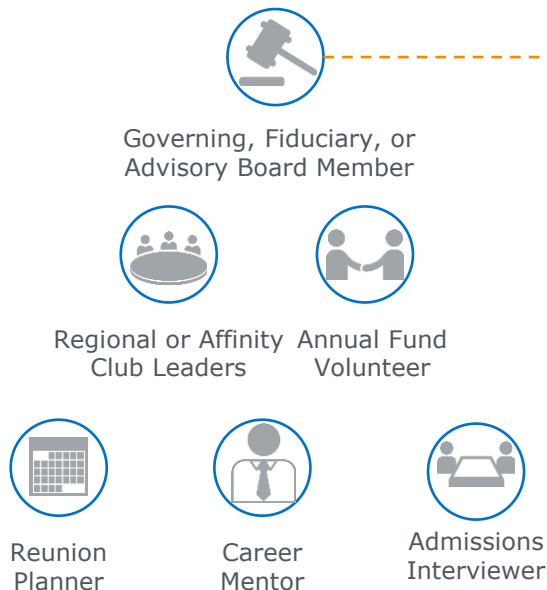 Governing, Fiduciary, or
Advisory Board Member
Regional or Affinity
Club Leaders
Annual Fund
Volunteer
Reunion
Planner
Career
Mentor
Admissions
Interviewer